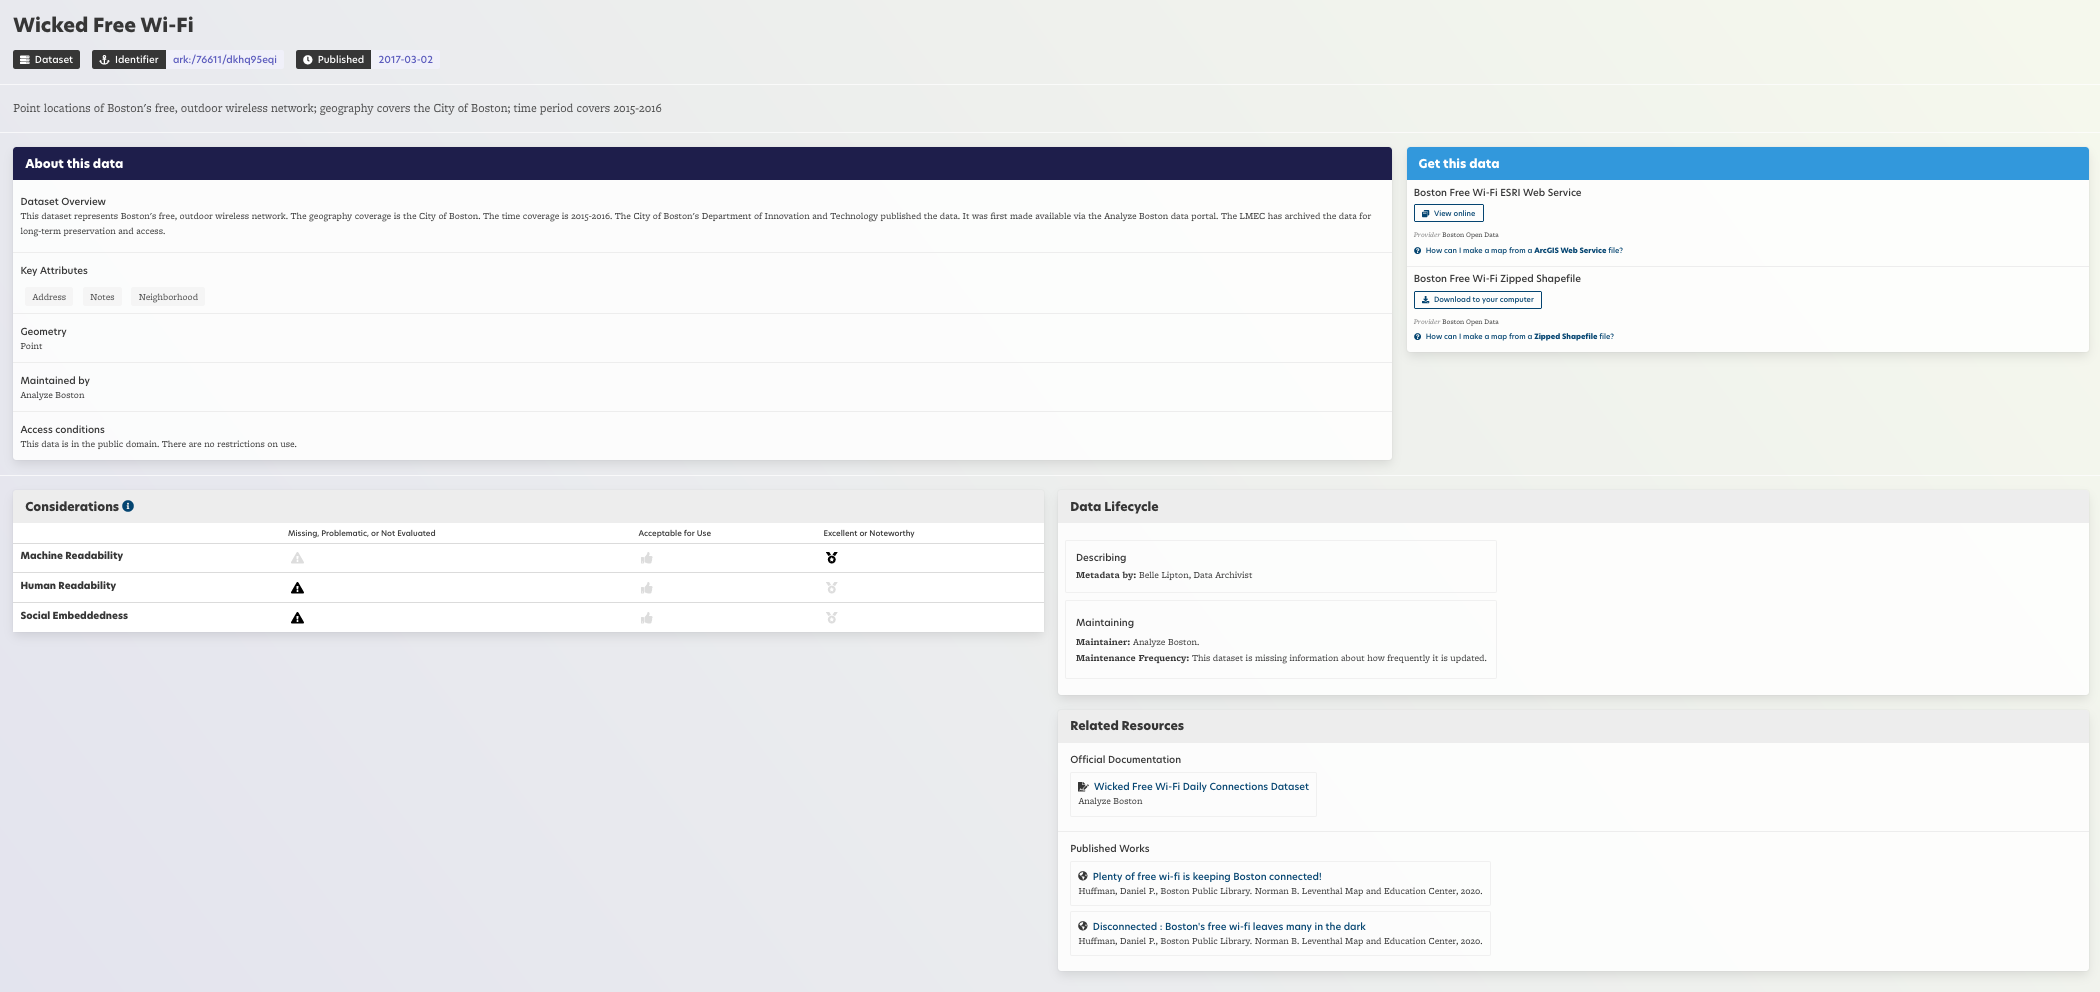 Wicked Free Wi-Fi
Dataset Identifier ark:/76611/dkhq95eqi Published 2017-03-02
Point locations of Boston's free, outdoor wireless network; geography covers the City of Boston; time period covers 2015-2016
About this data
Dataset Overview
This dataset represents Boston's free, outdoor wireless network. The geography coverage is the City of Boston. The time coverage is 2015-2016. The City of Boston's Department of Innovation and Technology published the data. It was first made available via the Analyze Boston data portal. The LMEC has archived the data for
long-term preservation and access.
Key Attributes
Address Notes Neighborhood
Geometry
Point
Maintained by
Analyze Boston
Access conditions
This data is in the public domain. There are no restrictions on use.
Get this data
Boston Free Wi-Fi ESRI Web Service
View online
Provider Boston Open Data
How can I make a map from a ArcGIS Web Service file?
Boston Free Wi-Fi Zipped Shapefile
Download to your computer
Provider Boston Open Data
How can I make a map from a Zipped Shapefile file?
Considerations
Missing, Problematic, or Not Evaluated Acceptable for Use Excellent or Noteworthy
Machine Readability
Human Readability
Social Embeddedness
Data Lifecycle
Describing
Metadata by: Belle Lipton, Data Archivist
Maintaining
Maintainer: Analyze Boston.
Maintenance Frequency: This dataset is missing information about how frequently it is updated.
Related Resources
Official Documentation
Wicked Free Wi-Fi Daily Connections Dataset
Analyze Boston
Published Works
Plenty of free wi-fi is keeping Boston connected!
Huffman, Daniel P., Boston Public Library. Norman B. Leventhal Map and Education Center, 2020.
Disconnected : Boston's free wi-fi leaves many in the dark
Huffman, Daniel P., Boston Public Library. Norman B. Leventhal Map and Education Center, 2020.